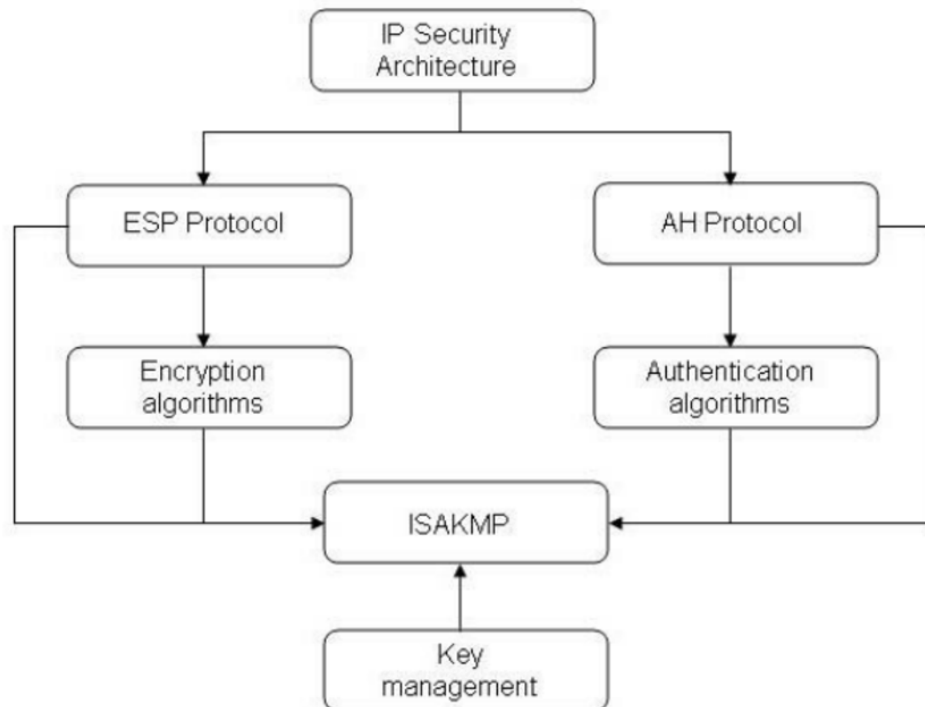 IP Security
Architecture
ESP Protocol
AH Protocol
Encryption
algorithms
Authentication
algorithms
ISAKMP
Key
management